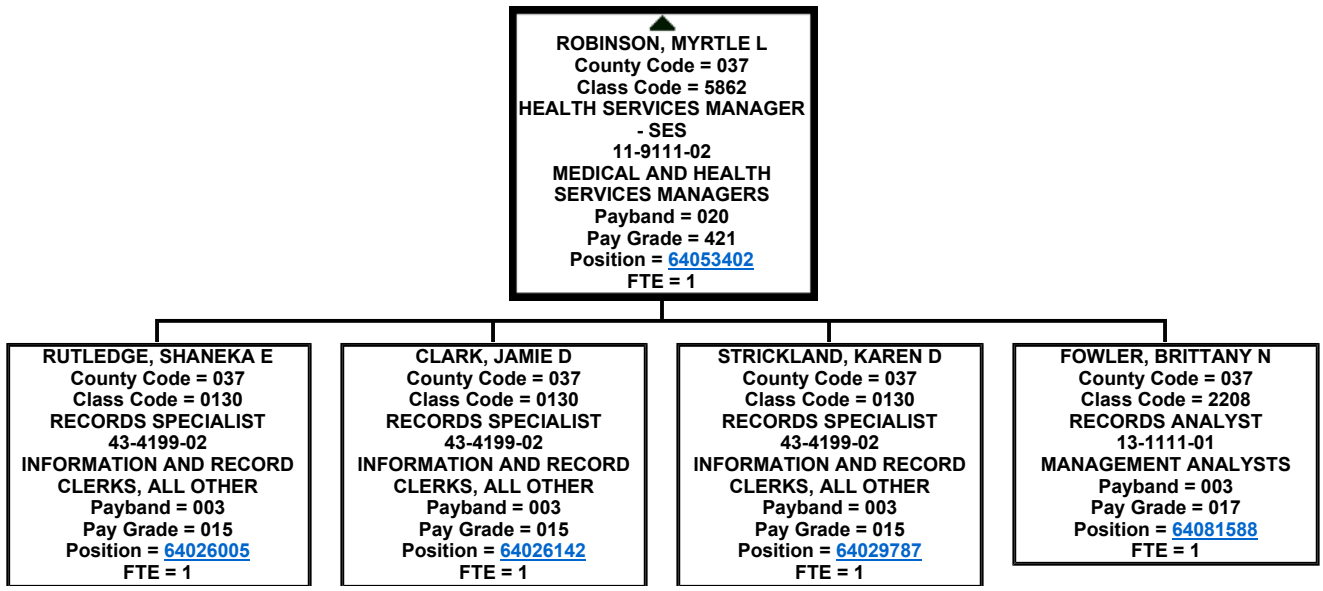 ROBINSON, MYRTLE L
County Code = 037
Class Code = 5862
HEALTH SERVICES MANAGER
- SES
11-9111-02
MEDICAL AND HEALTH
SERVICES MANAGERS
Payband = 020
Pay Grade = 421
Position = 64053402
FTE = 1
RUTLEDGE, SHANEKA E
County Code = 037
Class Code = 0130
RECORDS SPECIALIST
43-4199-02
INFORMATION AND RECORD
CLERKS, ALL OTHER
Payband = 003
Pay Grade = 015
Position = 64026005
FTE = 1
CLARK, JAMIE D
County Code = 037
Class Code = 0130
RECORDS SPECIALIST
43-4199-02
INFORMATION AND RECORD
CLERKS, ALL OTHER
Payband = 003
Pay Grade = 015
Position = 64026142
FTE = 1
STRICKLAND, KAREN D
County Code = 037
Class Code = 0130
RECORDS SPECIALIST
43-4199-02
INFORMATION AND RECORD
CLERKS, ALL OTHER
Payband = 003
Pay Grade = 015
Position = 64029787
FTE = 1
FOWLER, BRITTANY N
County Code = 037
Class Code = 2208
RECORDS ANALYST
13-1111-01
MANAGEMENT ANALYSTS
Payband = 003
Pay Grade = 017
Position = 64081588
FTE = 1